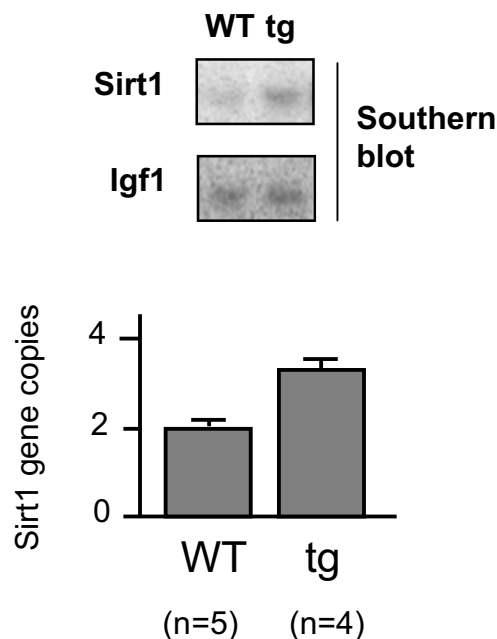 WT tg
Sirt1
Southern
blot
Igf1
Sirt1 gene copies
4
2
0
WT tg
(n=5) (n=4)